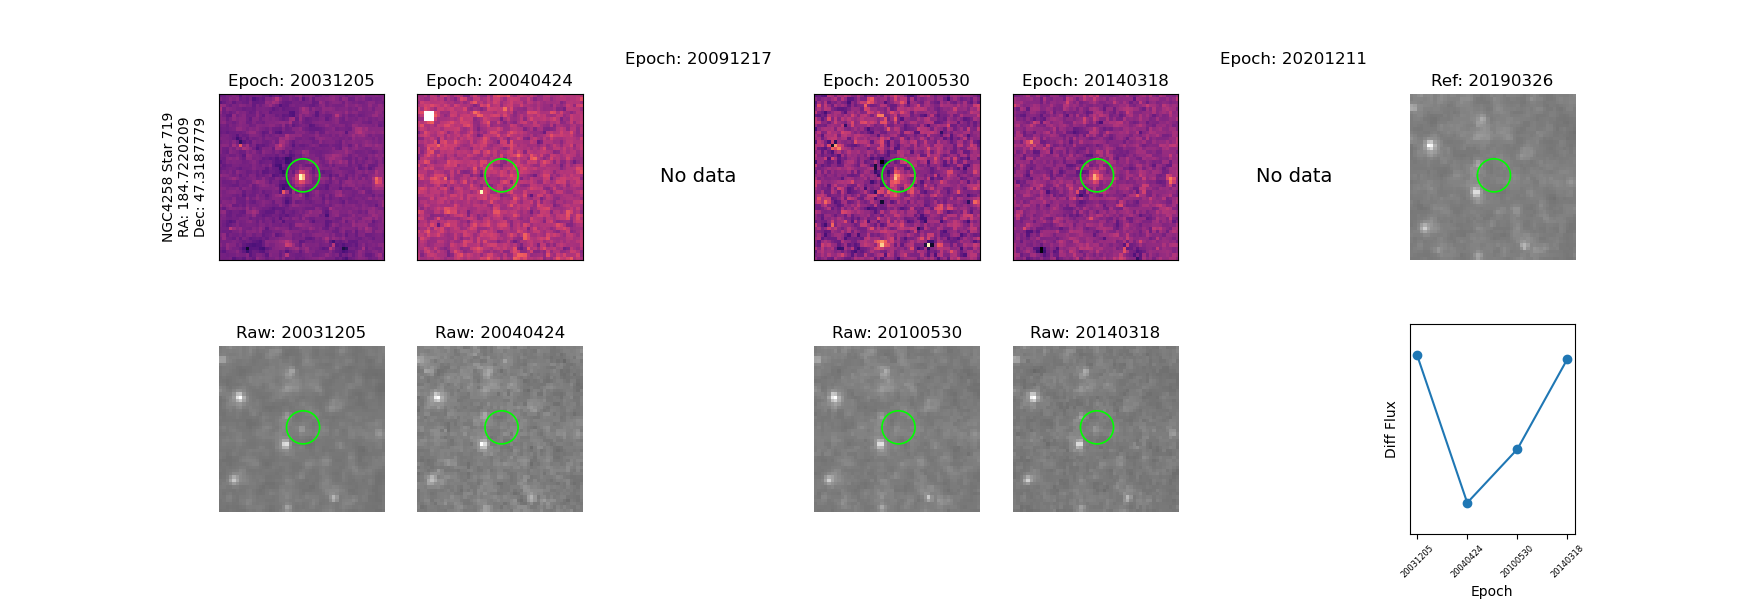 Epoch: 20031205
Epoch: 20040424
Epoch: 20091217
Epoch: 20100530
Epoch: 20140318
Epoch: 20201211
Ref: 20190326
NGC4258 Star 719
RA: 184.7220209
Dec: 47.3187779
No data
No data
Raw: 20031205
Raw: 20040424
Raw: 20100530
Raw: 20140318
Diff Flux
20031205
20040424
20100530
20140318
Epoch